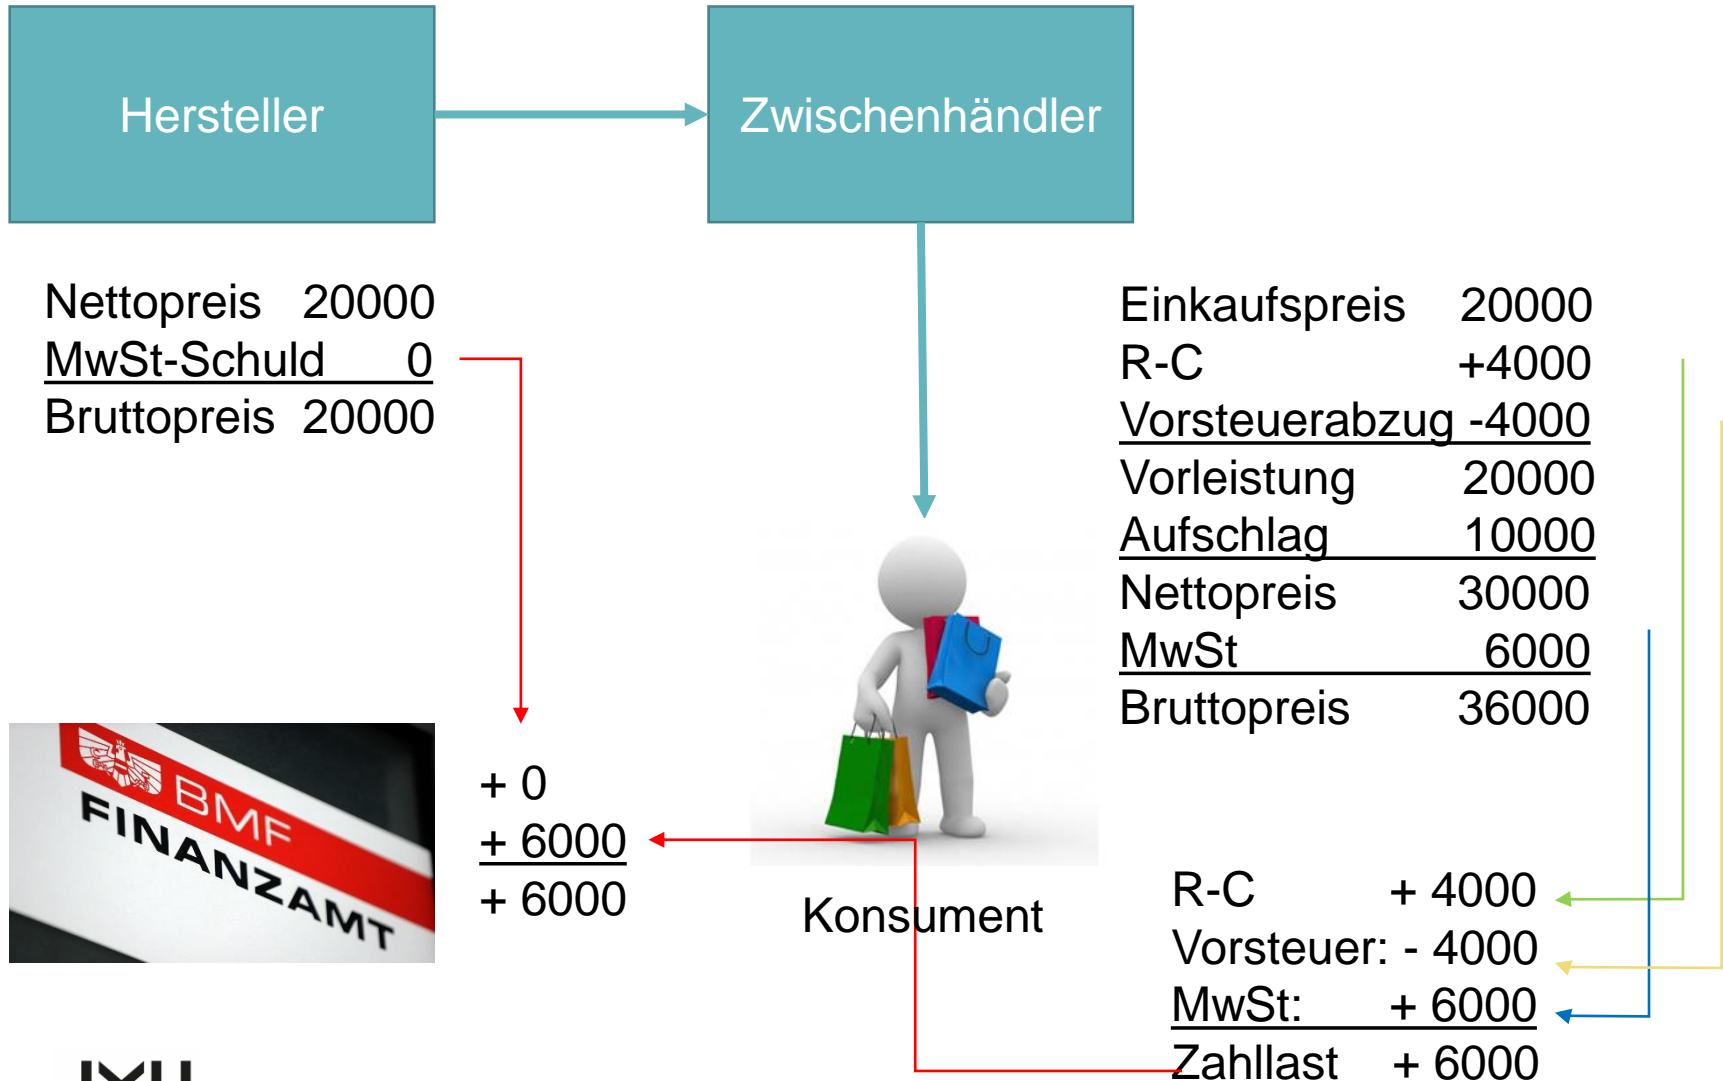 Hersteller
Zwischenhändler
Nettopreis 20000
MwSt-Schuld 0
Bruttopreis 20000
Einkaufspreis 20000
R-C +4000
Vorsteuerabzug -4000
Vorleistung 20000
Aufschlag 10000
Nettopreis 30000
MwSt 6000
Bruttopreis 36000
BMF
FINANZAMT
+ 0
+ 6000
+ 6000
Konsument
R-C + 4000
Vorsteuer: - 4000
MwSt: + 6000
Zahllast + 6000